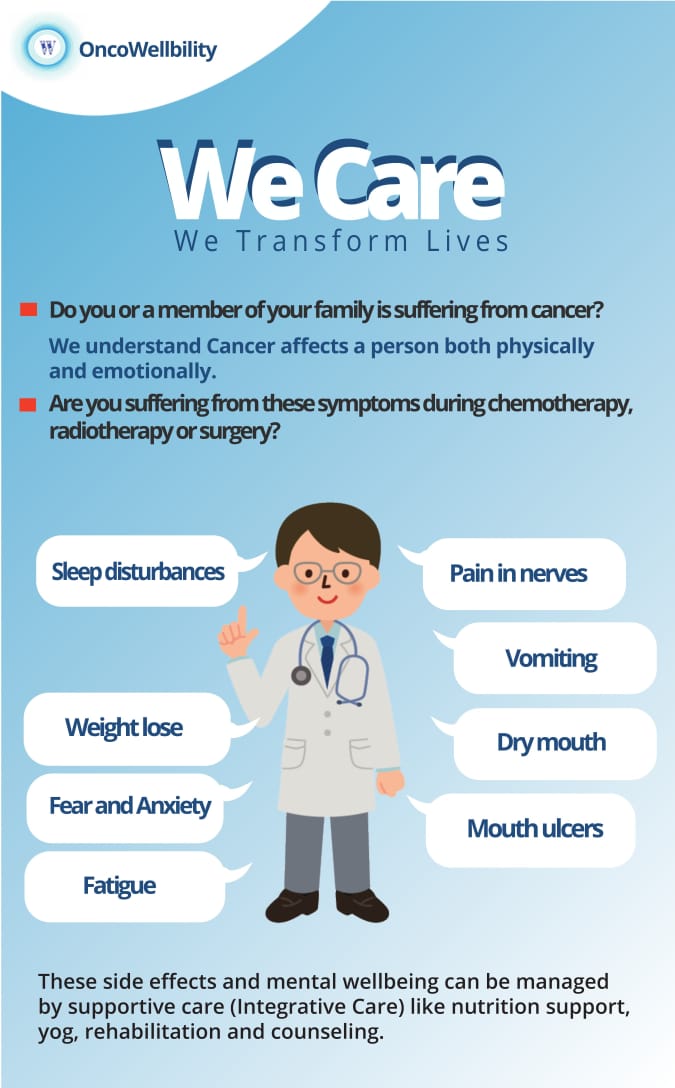 W
OncoWellbility
We Care
We Transform Lives
Do you or a member of your family is suffering from cancer?
We understand Cancer affects a person both physically
and emotionally.
Are you suffering from these symptoms during chemotherapy,
radiotherapy or surgery?
Sleep disturbances
Pain in nerves
Vomiting
Weight lose
Dry mouth
Fear and Anxiety
Mouth ulcers
Fatigue
These side effects and mental wellbeing can be managed
by supportive care (Integrative Care) like nutrition support,
yog, rehabilitation and counseling.